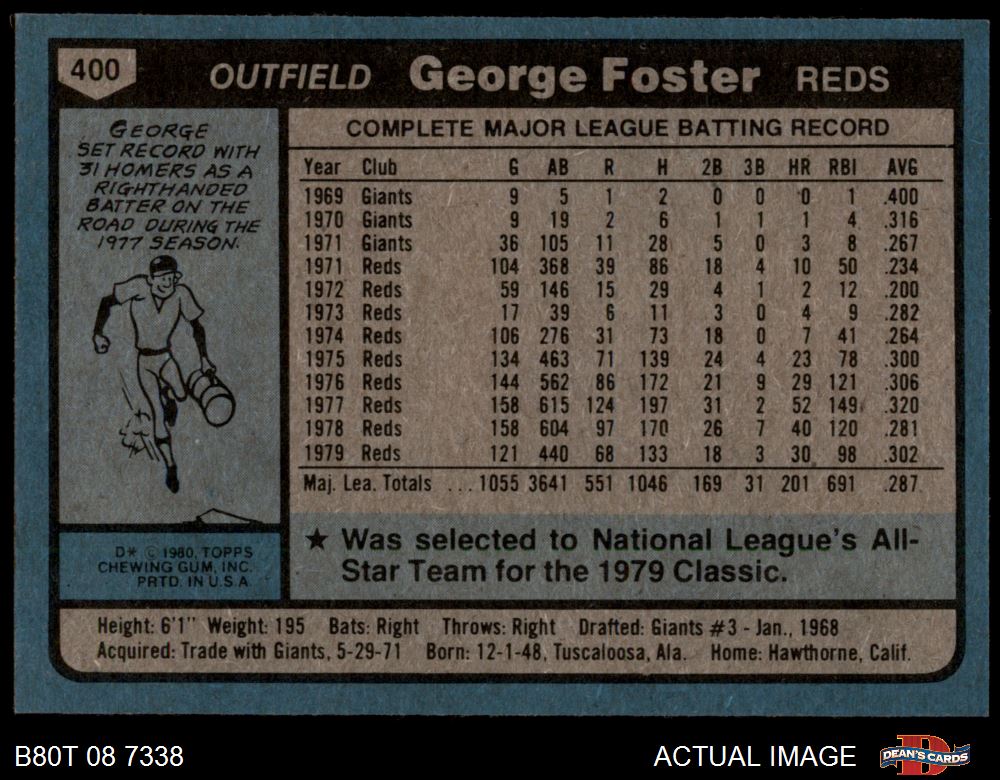 400
OUTFIELD George Foster REDS
GEORGE
SET RECORD WITH
31 HOMERS AS A
RIGHTHANDED
BATTER ON THE
ROAD DURING THE
1977 SEASON.
COMPLETE MAJOR LEAGUE BATTING RECORD
Year Club G AB R H 2B 3B HR RBI AVG
1969 Giants 9 5 1 2 0 0 0 1 .400
1970 Giants 9 19 2 6 1 1 1 4 .316
1971 Giants 36 105 11 28 5 0 3 8 .267
1971 Reds 104 368 39 86 18 4 10 50 .234
1972 Reds 59 146 15 29 4 1 2 12 .200
1973 Reds 17 39 6 11 3 0 4 9 .282
1974 Reds 106 276 31 73 18 0 7 41 .264
1975 Reds 134 463 71 139 24 4 23 78 .300
1976 Reds 144 562 86 172 21 9 29 121 .306
1977 Reds 158 615 124 197 31 2 52 149 .320
1978 Reds 158 604 97 170 26 7 40 120 .281
1979 Reds 121 440 68 133 18 3 30 98 .302
Maj. Lea. Totals ... 1055 3641 551 1046 169 31 201 691 .287
★ Was selected to National League's All-
Star Team for the 1979 Classic.
D* © 1980, TOPPS
CHEWING GUM, INC.
PRTD. IN U.S.A.
Height: 6'1" Weight: 195 Bats: Right Throws: Right Drafted: Giants #3 - Jan., 1968
Acquired: Trade with Giants, 5-29-71 Born: 12-1-48, Tuscaloosa, Ala. Home: Hawthorne, Calif.
B80T 08 7338 ACTUAL IMAGE DEAN'S CARDS